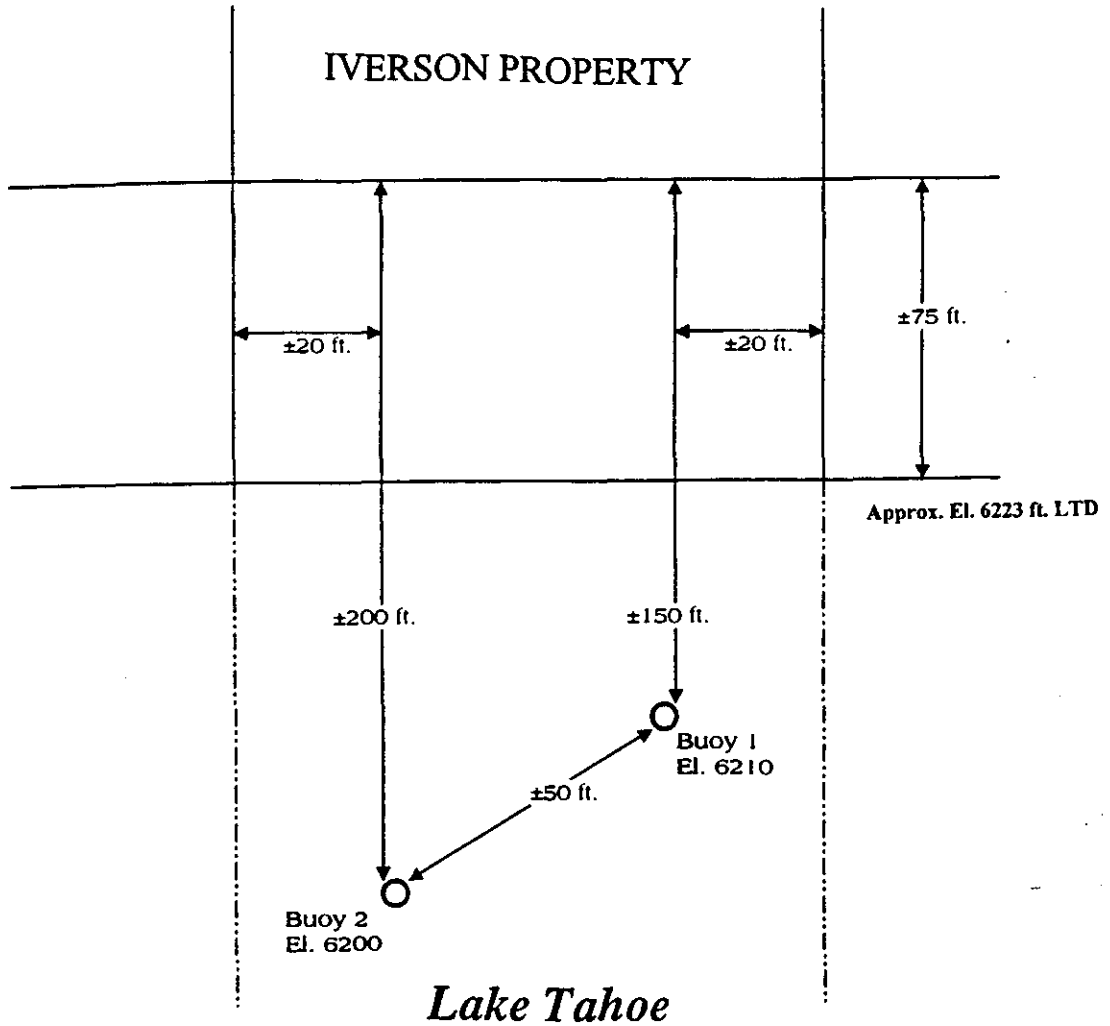 IVERSON PROPERTY
±75 ft.
±20 ft.
±20 ft.
Approx. El. 6223 ft. LTD
±200 ft.
±150 ft.
Buoy 1
El. 6210
±50 ft.
Buoy 2
El. 6200
Lake Tahoe